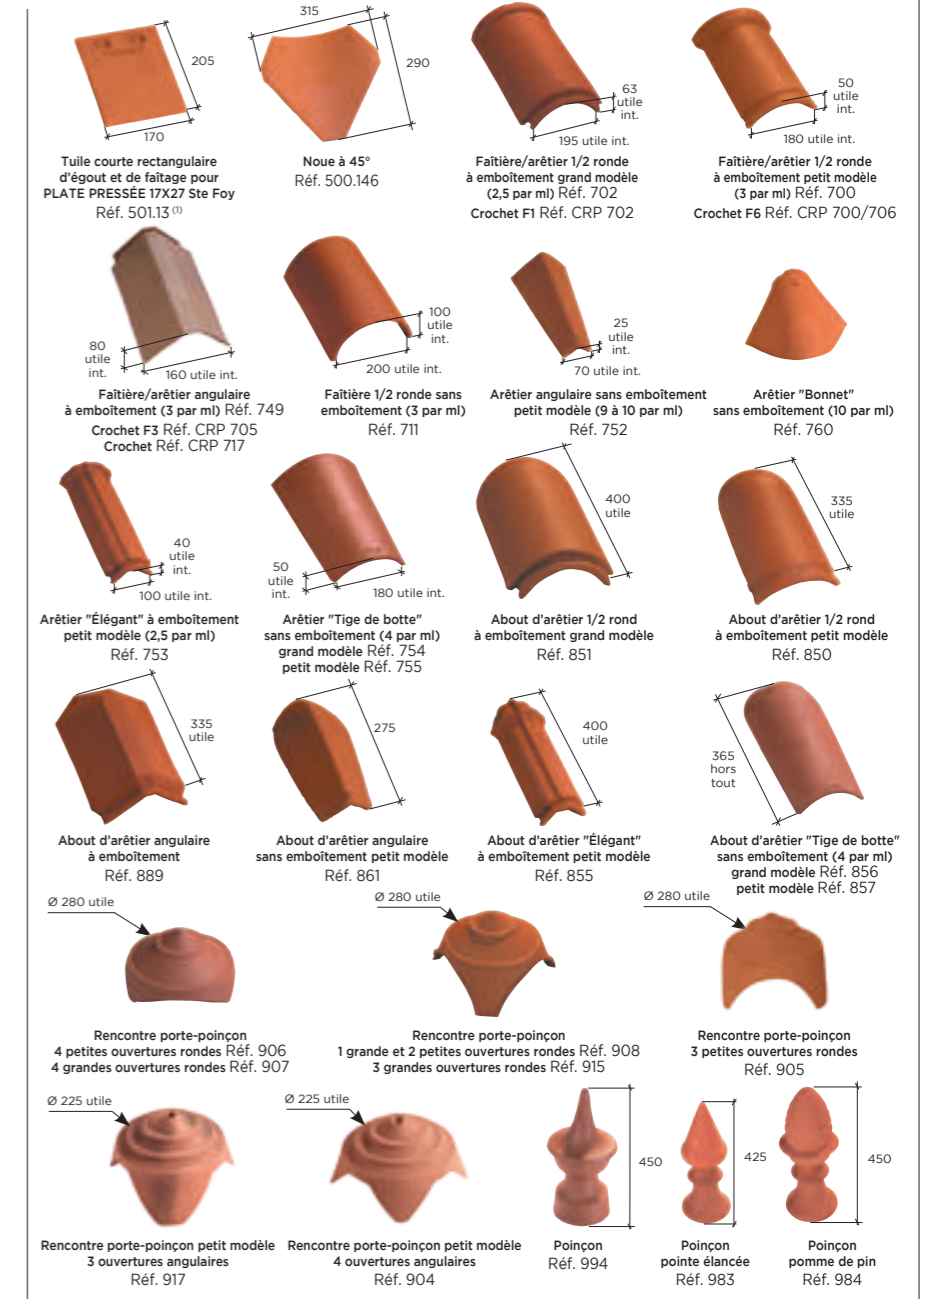 315
205
290
170
63
utile
int.
195 utile int.
50
utile
int.
180 utile int.
Tuile courte rectangulaire
d'égout et de faîtage pour
PLATE PRESSÉE 17X27 Ste Foy
Réf. 501.13 (1)
Noue à 45°
Réf. 500.146
Faîtière/arêtier 1/2 ronde
à emboîtement grand modèle
(2,5 par ml) Réf. 702
Crochet F1 Réf. CRP 702
Faîtière/arêtier 1/2 ronde
à emboîtement petit modèle
(3 par ml) Réf. 700
Crochet F6 Réf. CRP 700/706
80
utile
int.
160 utile int.
100
utile
int.
200 utile int.
25
utile
int.
70 utile int.
Faîtière/arêtier angulaire
à emboîtement (3 par ml) Réf. 749
Crochet F3 Réf. CRP 705
Crochet Réf. CRP 717
Faîtière 1/2 ronde sans
emboîtement (3 par ml)
Réf. 711
Arêtier angulaire sans emboîtement
petit modèle (9 à 10 par ml)
Réf. 752
Arêtier "Bonnet"
sans emboîtement (10 par ml)
Réf. 760
40
utile
int.
100 utile int.
50
utile
int.
180 utile int.
400
utile
335
utile
Arêtier "Élégant" à emboîtement
petit modèle (2,5 par ml)
Réf. 753
Arêtier "Tige de botte"
sans emboîtement (4 par ml)
grand modèle Réf. 754
petit modèle Réf. 755
About d'arêtier 1/2 rond
à emboîtement grand modèle
Réf. 851
About d'arêtier 1/2 rond
à emboîtement petit modèle
Réf. 850
335
utile
275
400
utile
365
hors
tout
About d'arêtier angulaire
à emboîtement
Réf. 889
About d'arêtier angulaire
sans emboîtement petit modèle
Réf. 861
About d'arêtier "Élégant"
à emboîtement petit modèle
Réf. 855
About d'arêtier "Tige de botte"
sans emboîtement (4 par ml)
grand modèle Réf. 856
petit modèle Réf. 857
Ø 280 utile
Ø 280 utile
Ø 280 utile
Rencontre porte-poinçon
4 petites ouvertures rondes Réf. 906
4 grandes ouvertures rondes Réf. 907
Rencontre porte-poinçon
1 grande et 2 petites ouvertures rondes Réf. 908
3 grandes ouvertures rondes Réf. 915
Rencontre porte-poinçon
3 petites ouvertures rondes
Réf. 905
Ø 225 utile
Ø 225 utile
450
425
450
Rencontre porte-poinçon petit modèle
3 ouvertures angulaires
Réf. 917
Rencontre porte-poinçon petit modèle
4 ouvertures angulaires
Réf. 904
Poinçon
Réf. 994
Poinçon
pointe élancée
Réf. 983
Poinçon
pomme de pin
Réf. 984